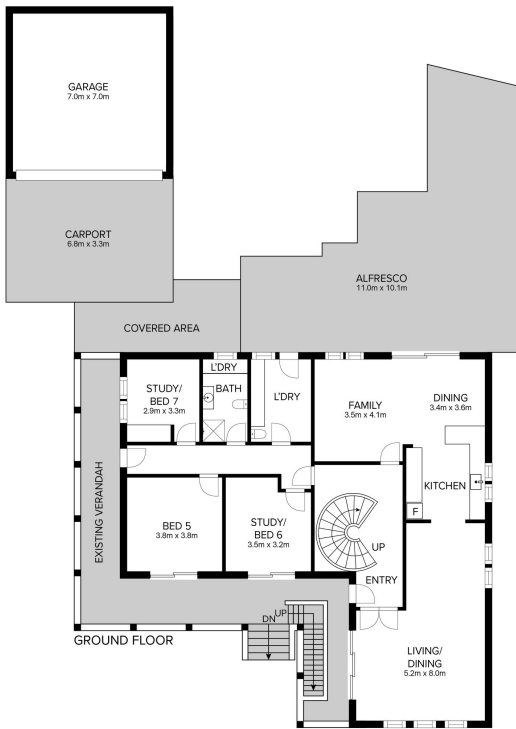 GARAGE
7.0m x 7.0m
CARPORT
6.8m x 3.3m
ALFRESCO
11.0m x 10.1m
COVERED AREA
L'DRY
STUDY/
BED 7
2.9m x 3.3m
BATH
L'DRY
FAMILY
3.5m x 4.1m
DINING
3.4m x 3.6m
KITCHEN
F
EXISTING VERANDAH
BED 5
3.8m x 3.8m
STUDY/
BED 6
3.5m x 3.2m
UP
ENTRY
UP
DN
GROUND FLOOR
LIVING/
DINING
5.2m x 8.0m